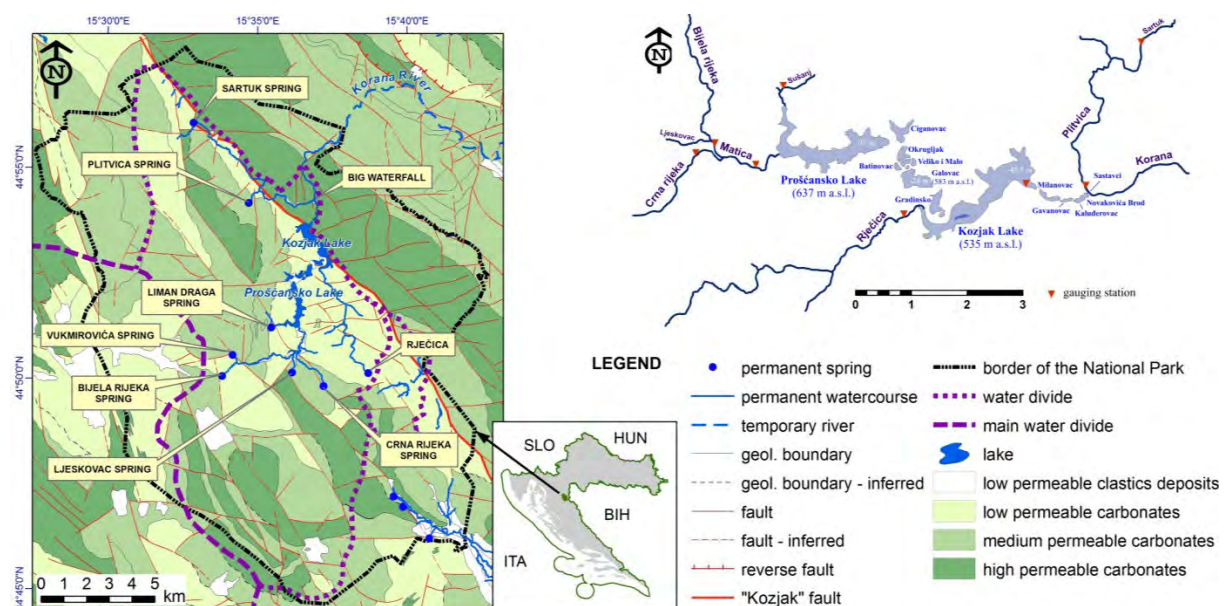 15°30'0"E
15°35'0"E
15°40'0"E
N
SARTUK SPRING
Korana River
PLITVICA SPRING
BIG WATERFALL
Kozjak Lake
LIMAN DRAGA
SPRING
Prošćansko Lake
VUKMIROVIĆA SPRING
RJEČICA
BIJELA RIJEKA
SPRING
LJESKOVAC SPRING
CRNA RIJEKA
SPRING
44°55'0"N
44°50'0"N
44°45'0"N
0 1 2 3 4 5
km
SLO
HUN
BIH
ITA
N
Bijela rijeka
Sušanj
Sartuk
Ljeskovac
Matica
Crna rijeka
Ciganovac
Okrugljak
Batinovac
Veliko i Malo
Galovac
(583 m a.s.l.)
Prošćansko Lake
(637 m a.s.l.)
Gradinsko
Plitvica
Korana
Milanovac
Sastavci
Gavanovac
Novakovića Brod
Kaluđerovac
Rječica
Kozjak Lake
(535 m a.s.l.)
0 1 2 3
gauging station
LEGEND
permanent spring
permanent watercourse
temporary river
geol. boundary
geol. boundary - inferred
fault
fault - inferred
reverse fault
"Kozjak" fault
border of the National Park
water divide
main water divide
lake
low permeable clastics deposits
low permeable carbonates
medium permeable carbonates
high permeable carbonates